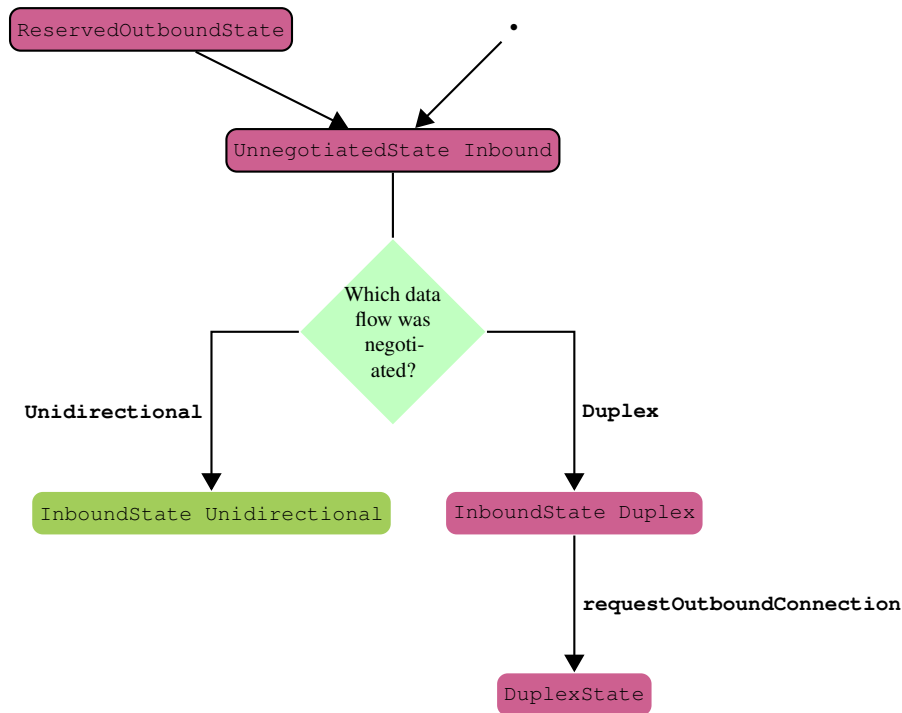 ReservedOutboundState
UnnegotiatedState Inbound
Which data
flow was
negoti-
ated?
Unidirectional
Duplex
InboundState Unidirectional
InboundState Duplex
requestOutboundConnection
DuplexState